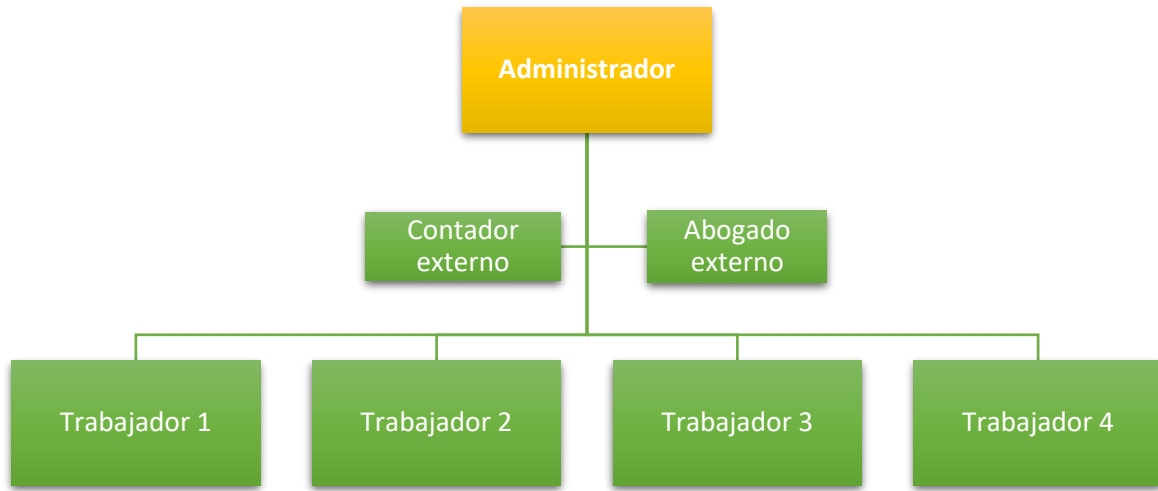 Administrador
Contador
externo
Abogado
externo
Trabajador 1
Trabajador 2
Trabajador 3
Trabajador 4